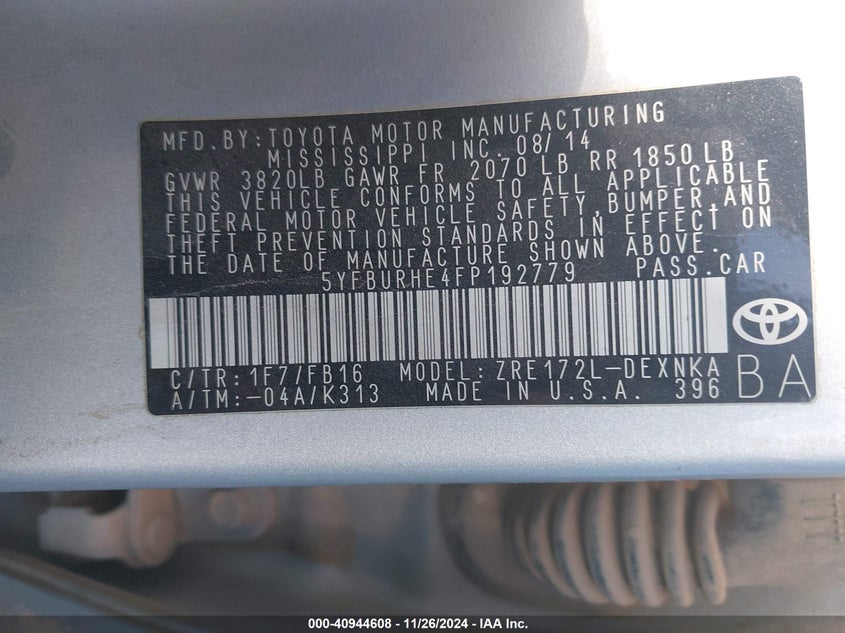 MFD.BY:TOYOTA MOTOR MANUFACTURING
MISSISSIPPI INC. 08/14
GVWR 3820LB GAWR FR 2070 LB RR 1850LB
THIS VEHICLE CONFORMS TO ALL APPLICABLE
FEDERAL MOTOR VEHICLE SAFETY,BUMPER,AND
THEFT PREVENTION STANDARDS IN EFFECT ON
THE DATE OF MANUFACTURE SHOWN ABOVE.
5YFBURHE4FP192779 PASS.CAR
C/TR:1F7/FB16 MODEL:ZRE172L-DEXNKA
A/TM:-04A/K313 MADE IN U.S.A. 396
BA
000-40944608 - 11/26/2024 - IAA Inc.